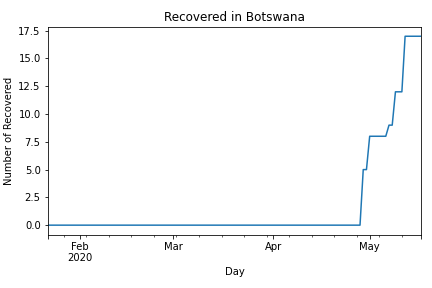 Recovered in Botswana
17.5
15.0
12.5
10.0
7.5
5.0
2.5
0.0
Number of Recovered
Feb
2020
Mar
Apr
May
Day